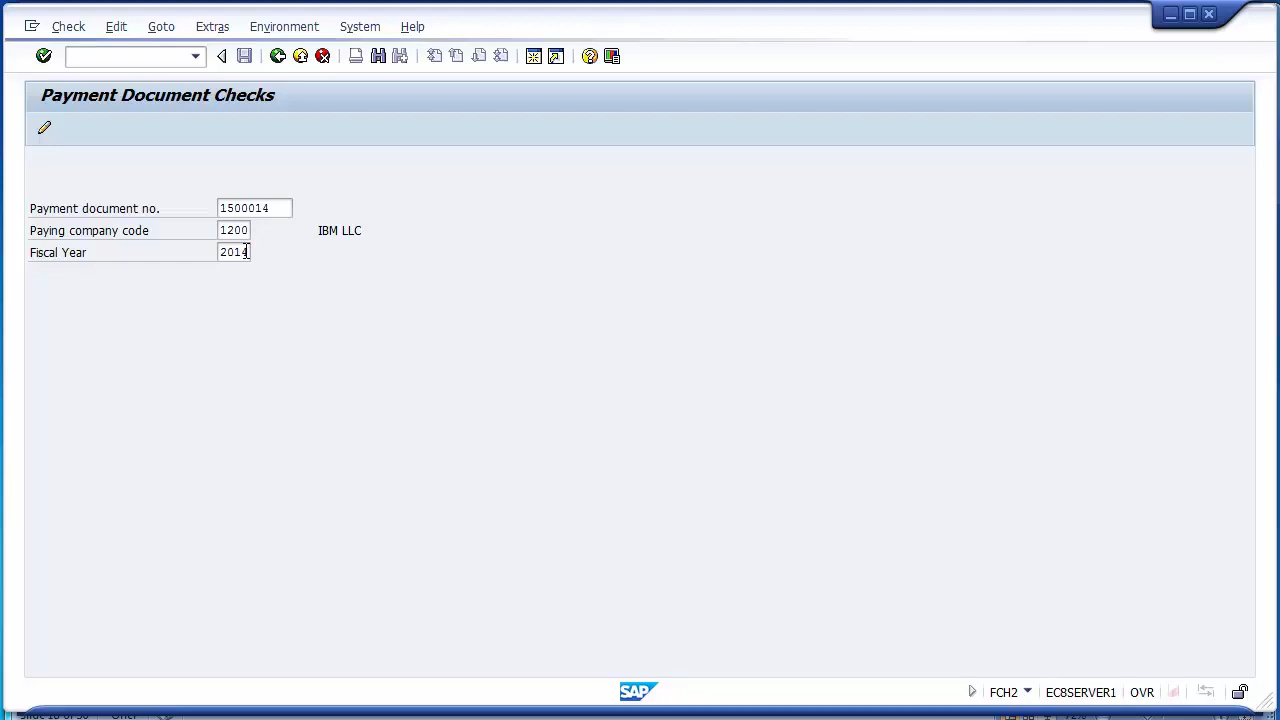 Check Edit Goto Extras Environment System Help
Payment Document Checks
Payment document no. 1500014
Paying company code 1200 IBM LLC
Fiscal Year 2014
SAP FCH2 EC8SERVER1 OVR